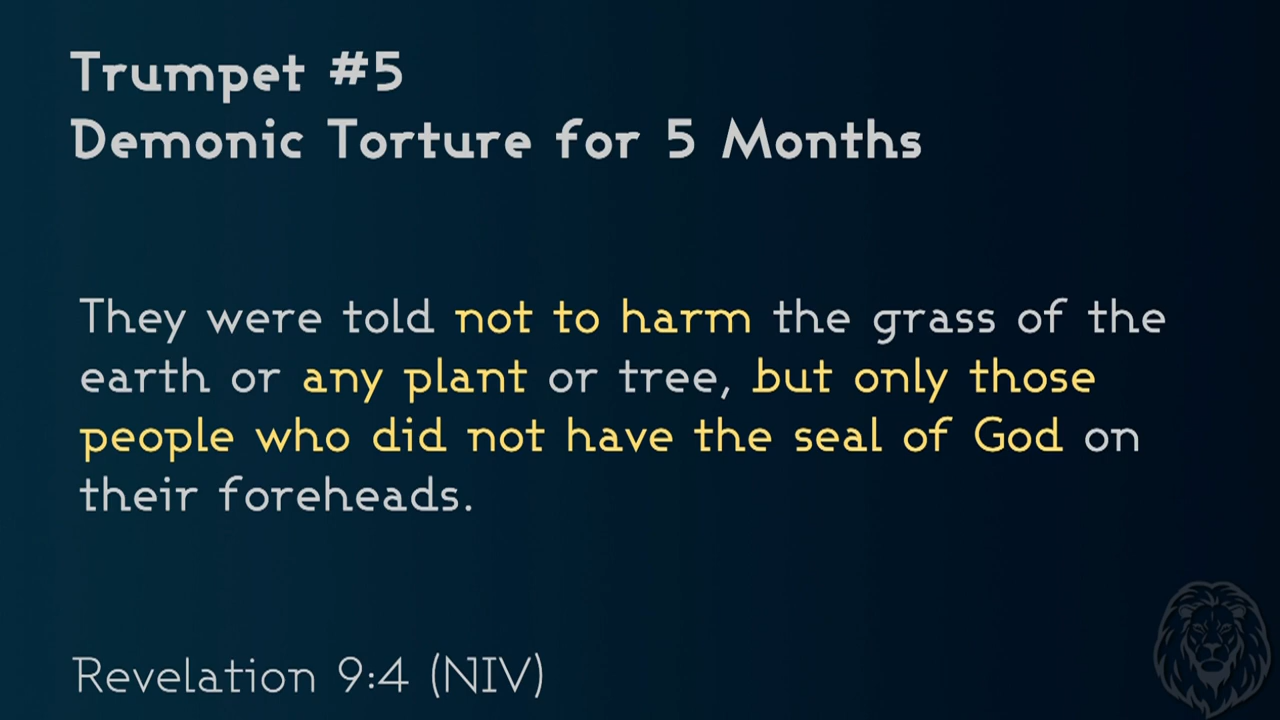 Trumpet #5
Demonic Torture for 5 Months
They were told not to harm the grass of the
earth or any plant or tree, but only those
people who did not have the seal of God on
their foreheads.
Revelation 9:4 (NIV)